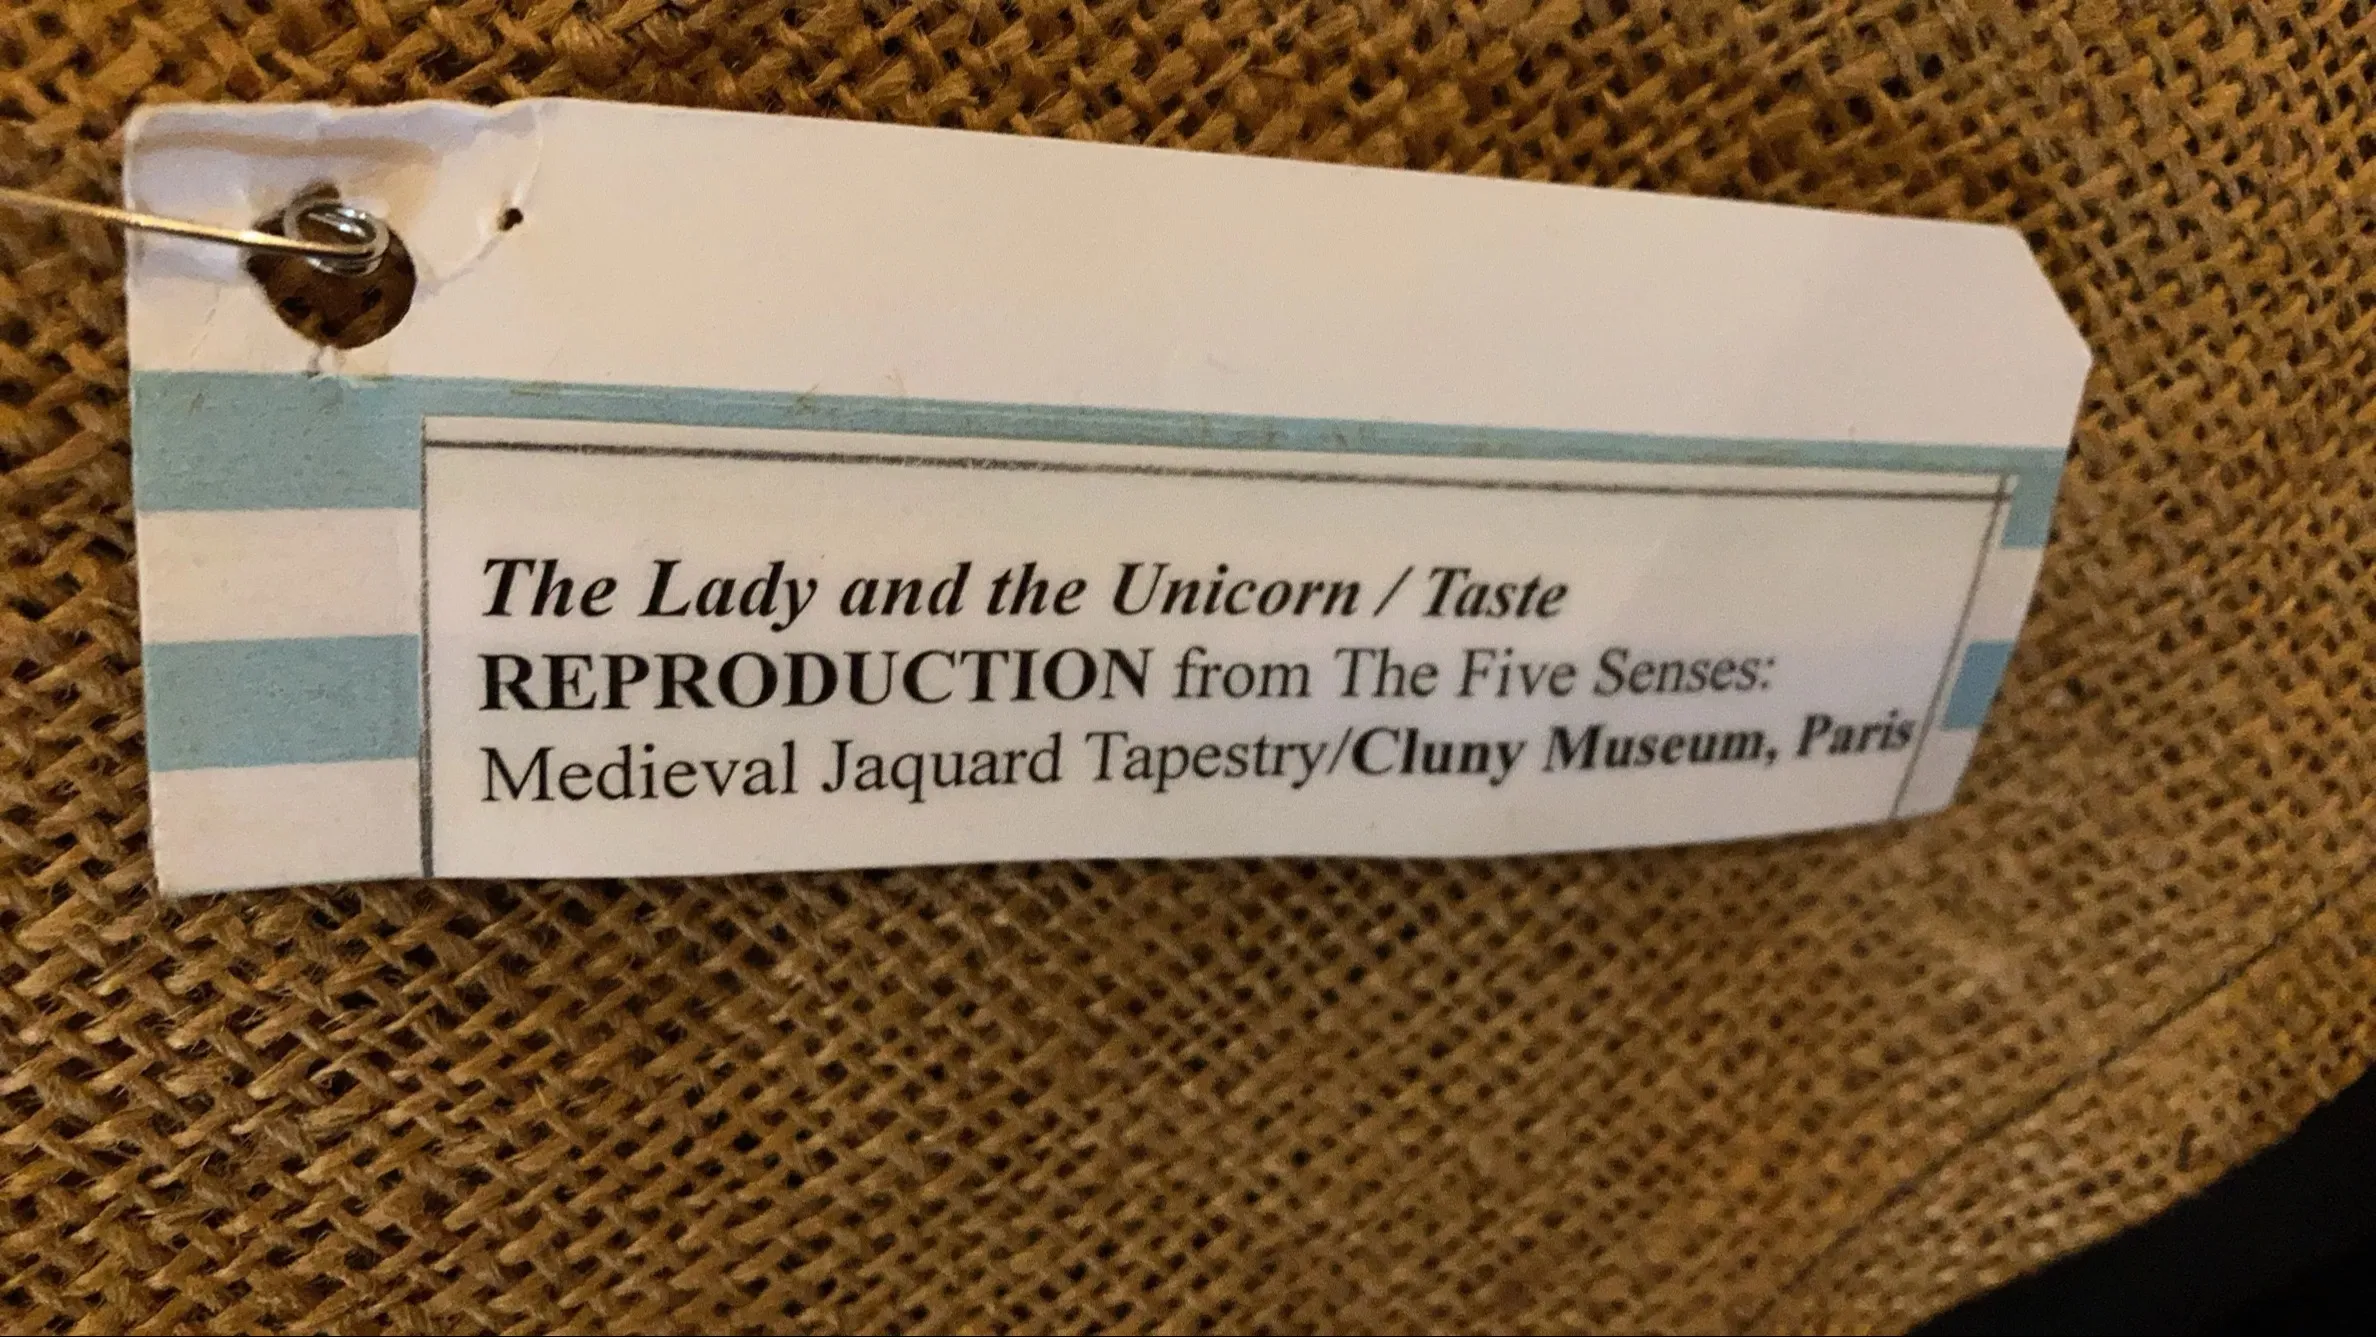 The Lady and the Unicorn / Taste
REPRODUCTION from The Five Senses:
Medieval Jaquard Tapestry/Cluny Museum, Paris